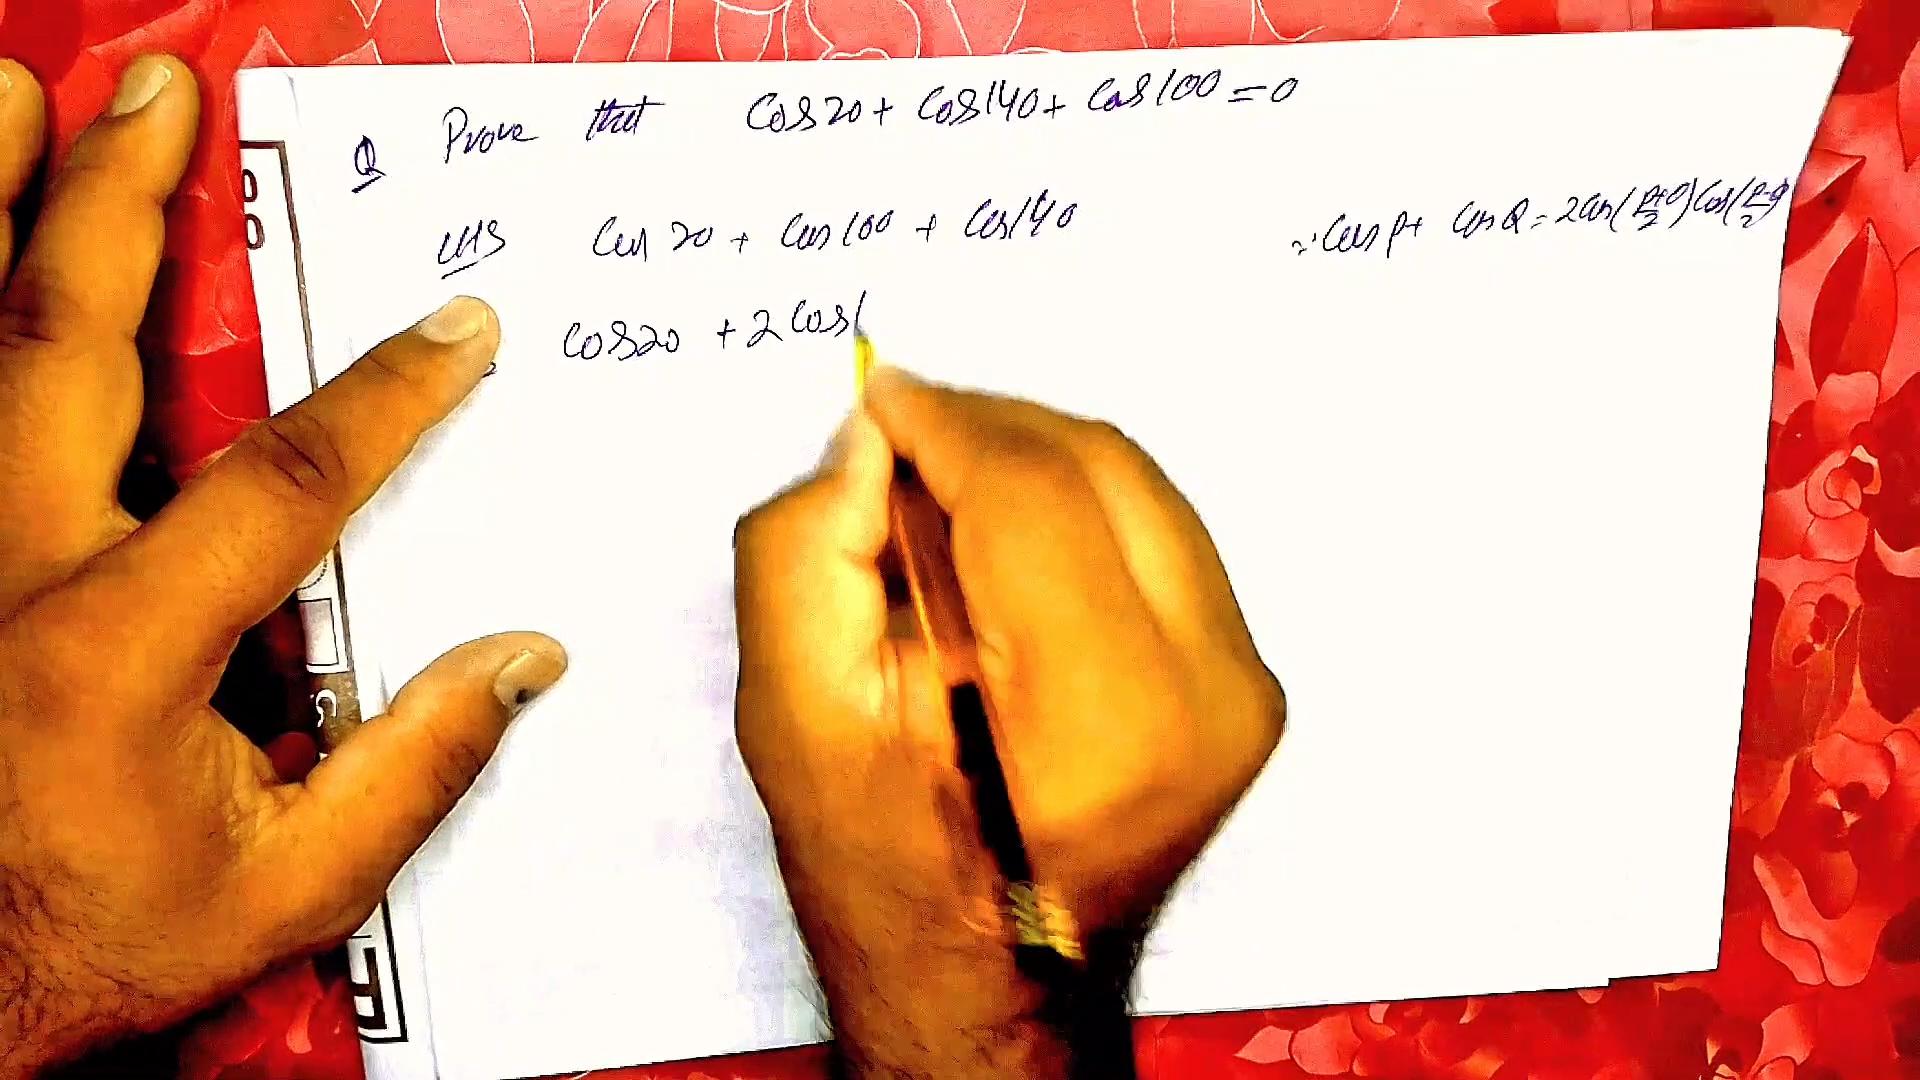 Q Prove that Cos20 + Cos140 + Cos100 = 0
LHS Cos 20 + Cos 100 + Cos140
∵ Cos P + Cos Q = 2Cos(P+Q/2)Cos(P-Q/2)
Cos20 + 2 Cos(